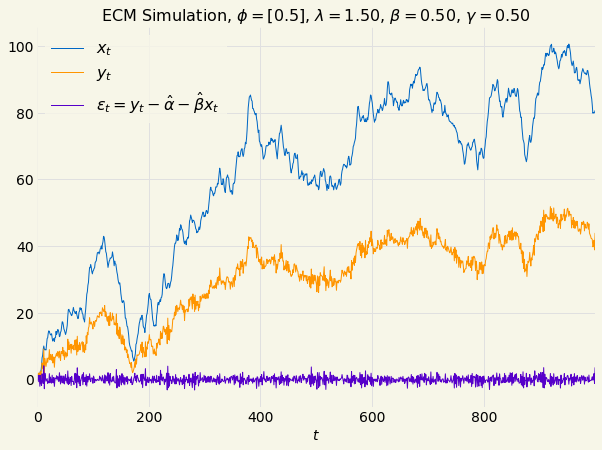 ECM Simulation, ϕ = [0.5], λ = 1.50, β = 0.50, γ = 0.50
100
80
60
40
20
0
x_t
y_t
ε_t = y_t − α̂ − β̂x_t
0 200 400 600 800
t